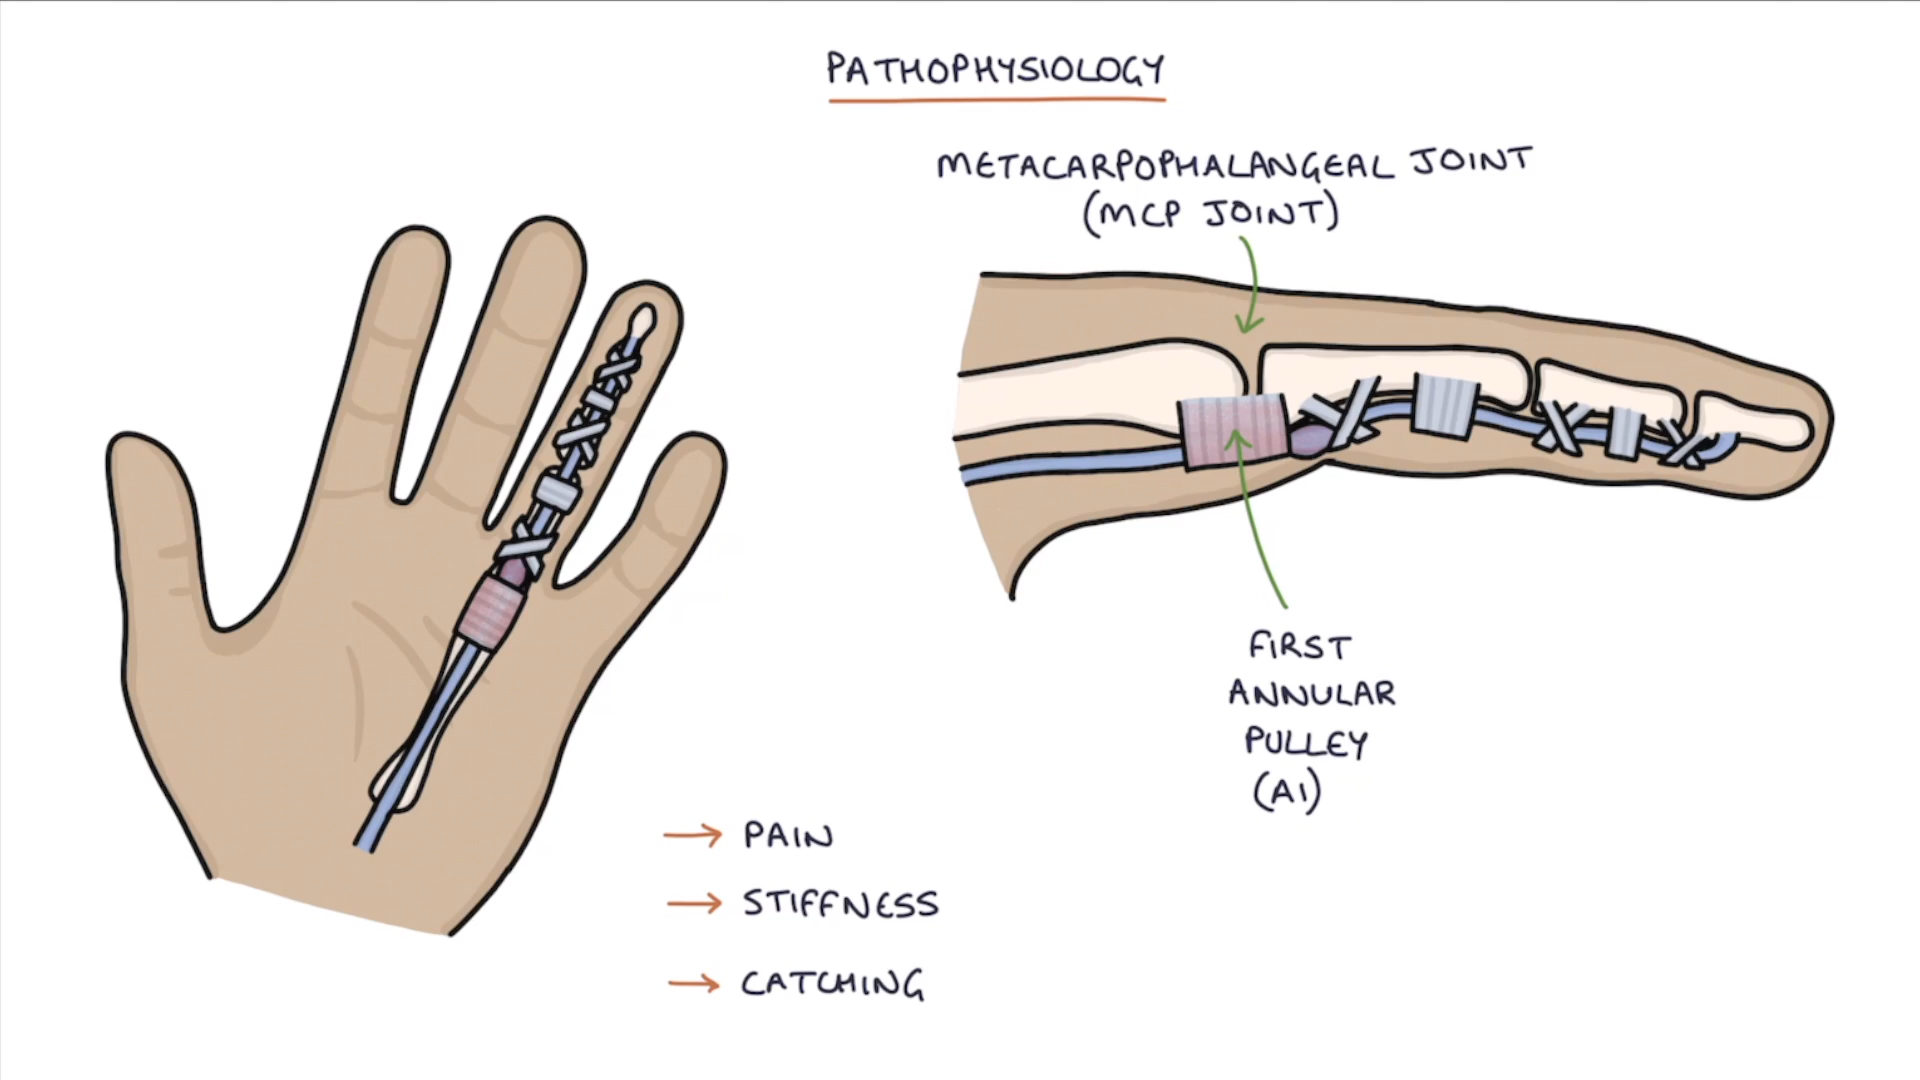 PATHOPHYSIOLOGY
METACARPOPHALANGEAL JOINT
(MCP JOINT)
FIRST
ANNULAR
PULLEY
(A1)
→ PAIN
→ STIFFNESS
→ CATCHING